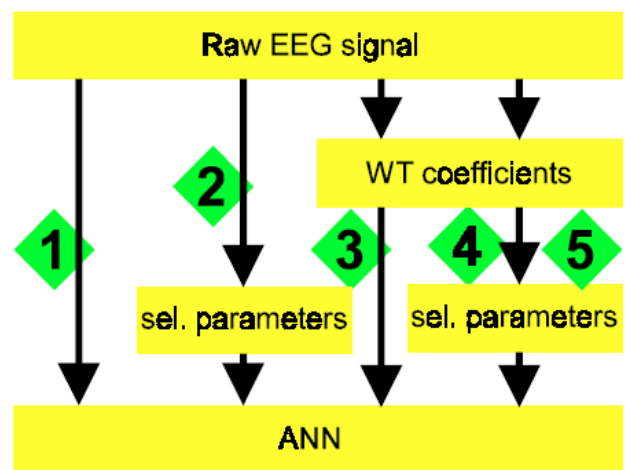 Raw EEG signal
WT coefficients
2
1
3
4
5
sel. parameters
sel. parameters
ANN